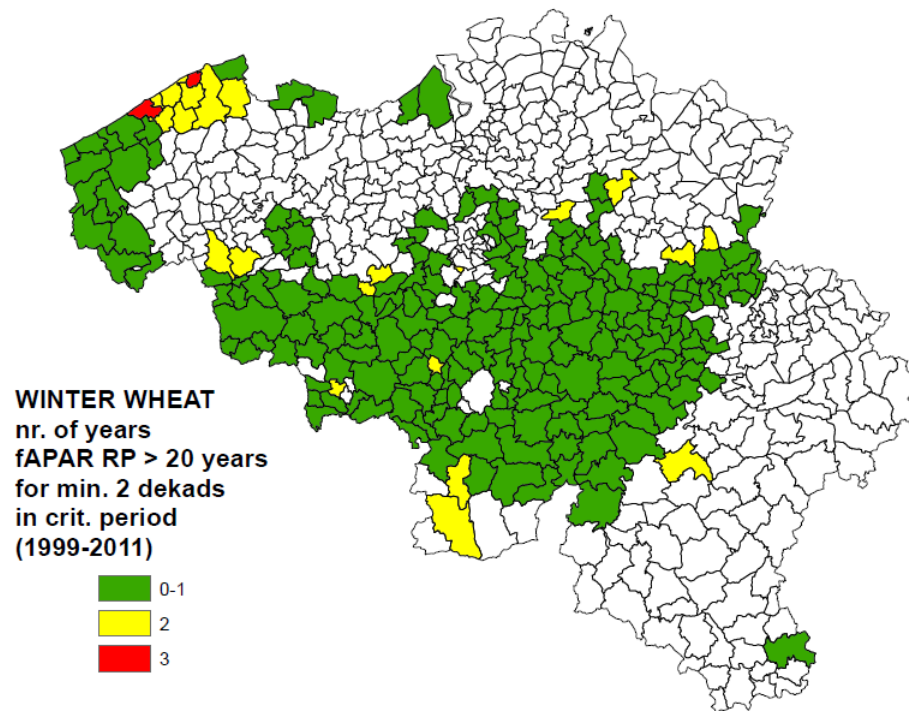 WINTER WHEAT
nr. of years
fAPAR RP > 20 years
for min. 2 dekads
in crit. period
(1999-2011)
0-1
2
3